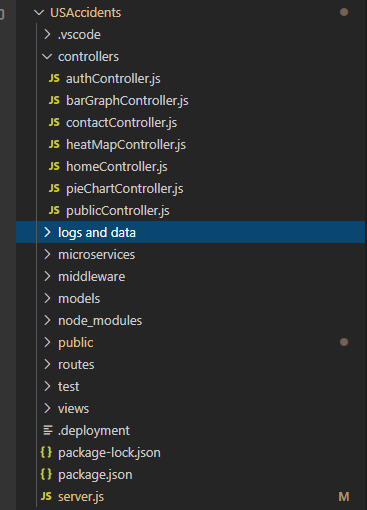 USAccidents
.vscode
controllers
JS authController.js
JS barGraphController.js
JS contactController.js
JS heatMapController.js
JS homeController.js
JS pieChartController.js
JS publicController.js
logs and data
microservices
middleware
models
node_modules
public
routes
test
views
.deployment
{ } package-lock.json
{ } package.json
JS server.js M